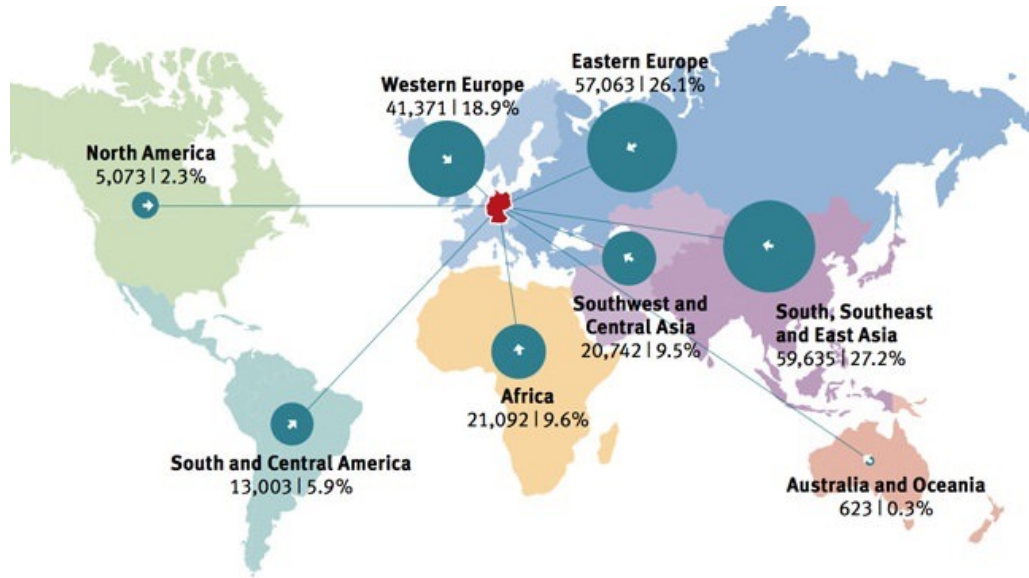 Eastern Europe
57,063 | 26.1%
Western Europe
41,371 | 18.9%
North America
5,073 | 2.3%
Southwest and
Central Asia
20,742 | 9.5%
South, Southeast
and East Asia
59,635 | 27.2%
Africa
21,092 | 9.6%
South and Central America
13,003 | 5.9%
Australia and Oceania
623 | 0.3%